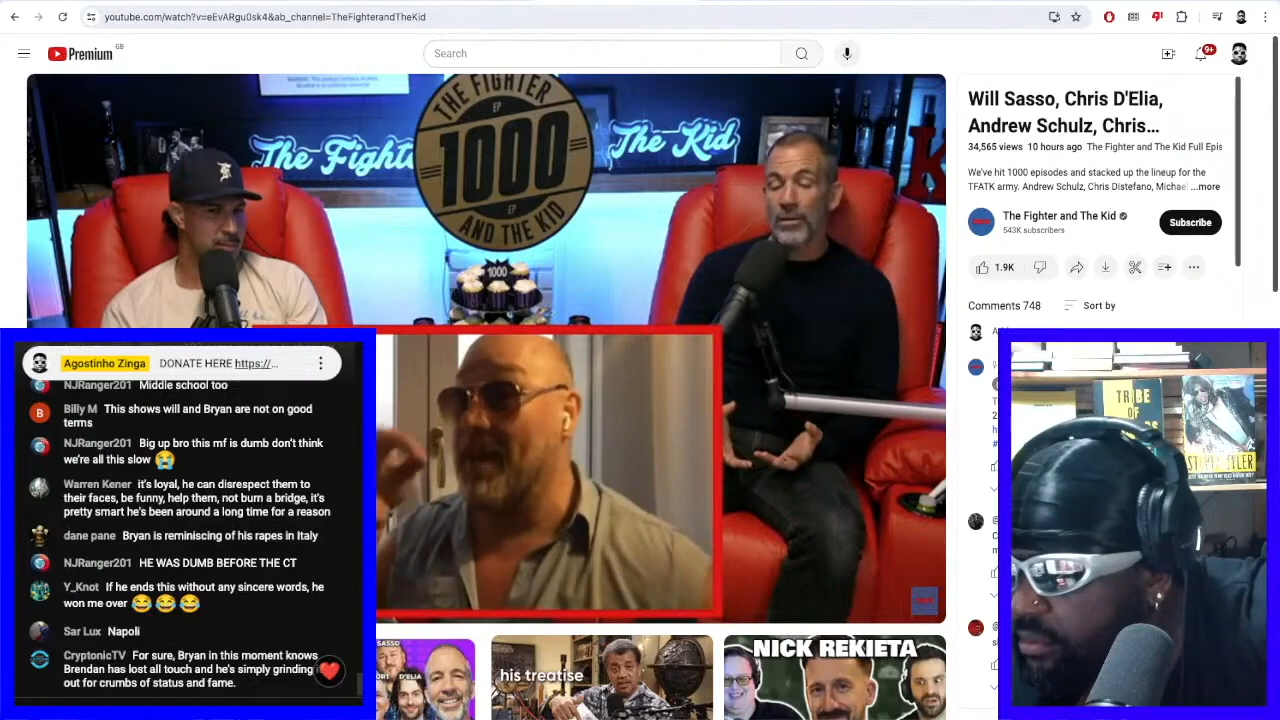 youtube.com/watch?v=eEvARgu0sk4&ab_channel=TheFighterandTheKid
Premium
GB
Search
9+
THE FIGHTER
EP
1000
EP
AND THE KID
The Fight
The Kid
1000
Will Sasso, Chris D'Elia,
Andrew Schulz, Chris...
34,565 views 10 hours ago The Fighter and The Kid Full Epis
We've hit 1000 episodes and stacked up the lineup for the
TFATK army. Andrew Schulz, Chris Distefano, Michael ...more
The Fighter and The Kid
543K subscribers
Subscribe
1.9K
Comments 748
Sort by
Agostinho Zinga DONATE HERE https://...
NJRanger201 Middle school too
B
Billy M This shows will and Bryan are not on good
terms
NJRanger201 Big up bro this mf is dumb don't think
we're all this slow 😭
Warren Kener it's loyal, he can disrespect them to
their faces, be funny, help them, not burn a bridge, it's
pretty smart he's been around a long time for a reason
dane pane Bryan is reminiscing of his rapes in Italy
NJRanger201 HE WAS DUMB BEFORE THE CT
Y_Knot If he ends this without any sincere words, he
won me over 😂😂😂
Sar Lux Napoli
CryptonicTV For sure, Bryan in this moment knows
Brendan has lost all touch and he's simply grinding
out for crumbs of status and fame.
his treatise
NICK REKIETA
TRIBE
OF